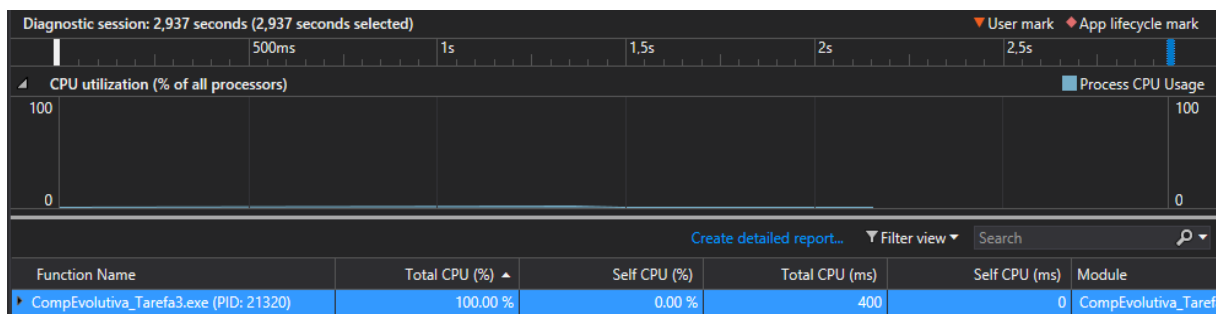 Diagnostic session: 2,937 seconds (2,937 seconds selected) User mark App lifecycle mark
500ms 1s 1,5s 2s 2,5s
CPU utilization (% of all processors) Process CPU Usage
100 100
0 0
Create detailed report... Filter view Search
Function Name Total CPU (%) Self CPU (%) Total CPU (ms) Self CPU (ms) Module
CompEvolutiva_Tarefa3.exe (PID: 21320) 100.00 % 0.00 % 400 0 CompEvolutiva_Taref